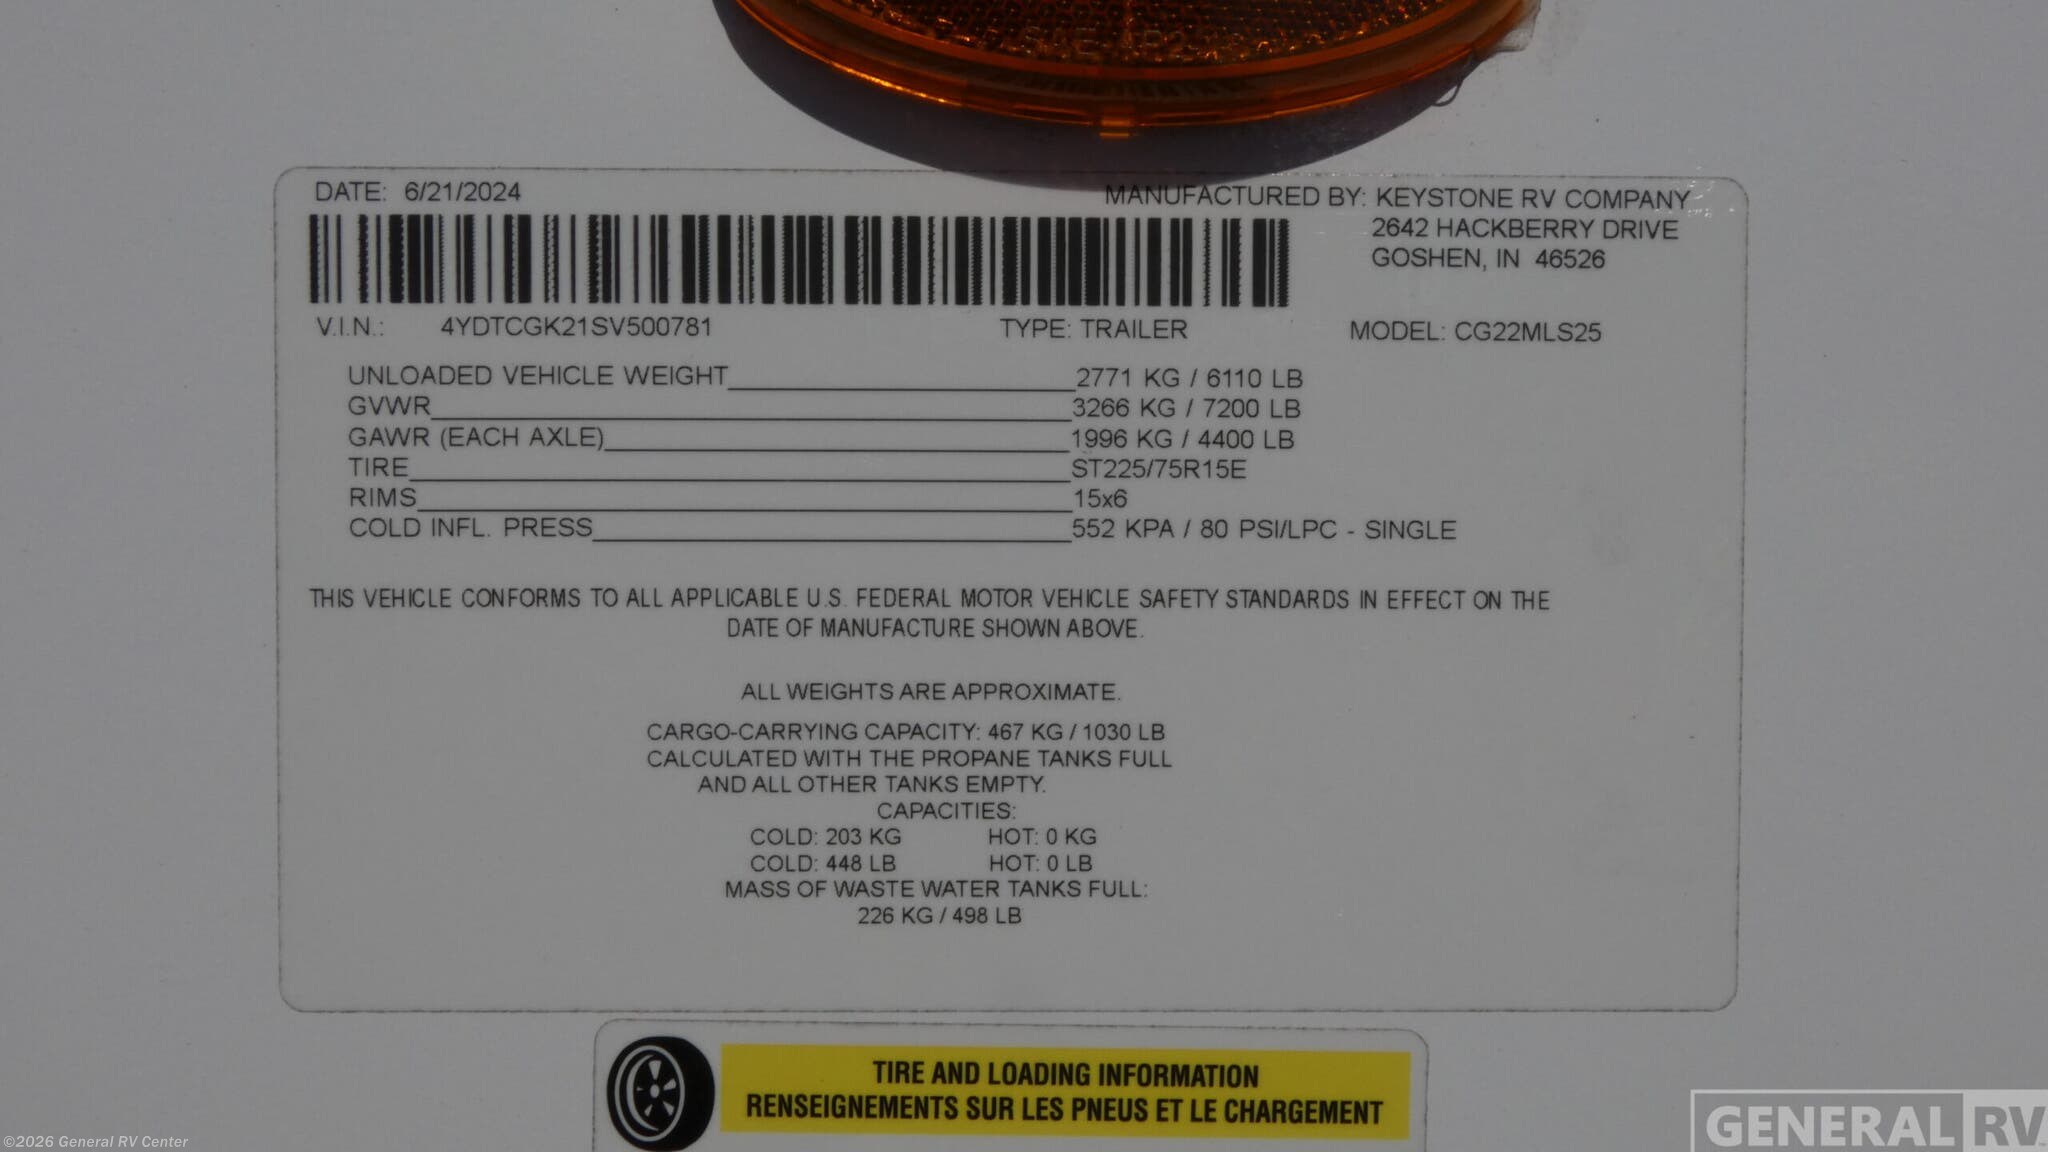 SAE AP2
DATE: 6/21/2024
MANUFACTURED BY: KEYSTONE RV COMPANY
2642 HACKBERRY DRIVE
GOSHEN, IN 46526
V.I.N.: 4YDTCGK21SV500781 TYPE: TRAILER MODEL: CG22MLS25
UNLOADED VEHICLE WEIGHT 2771 KG / 6110 LB
GVWR 3266 KG / 7200 LB
GAWR (EACH AXLE) 1996 KG / 4400 LB
TIRE ST225/75R15E
RIMS 15x6
COLD INFL. PRESS 552 KPA / 80 PSI/LPC - SINGLE
THIS VEHICLE CONFORMS TO ALL APPLICABLE U.S. FEDERAL MOTOR VEHICLE SAFETY STANDARDS IN EFFECT ON THE
DATE OF MANUFACTURE SHOWN ABOVE.
ALL WEIGHTS ARE APPROXIMATE.
CARGO-CARRYING CAPACITY: 467 KG / 1030 LB
CALCULATED WITH THE PROPANE TANKS FULL
AND ALL OTHER TANKS EMPTY.
CAPACITIES:
COLD: 203 KG HOT: 0 KG
COLD: 448 LB HOT: 0 LB
MASS OF WASTE WATER TANKS FULL:
226 KG / 498 LB
TIRE AND LOADING INFORMATION
RENSEIGNEMENTS SUR LES PNEUS ET LE CHARGEMENT
©2026 General RV Center
GENERAL RV